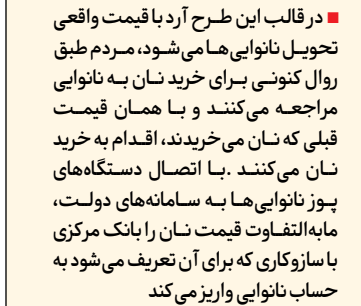 در قالب این طرح آرد با قیمت واقعی
تحویل نانوایی‌ها می‌شود، مردم طبق
روال کنونی برای خرید نان به نانوایی
مراجعه می‌کنند و با همان قیمت
قبلی که نان می‌خریدند، اقدام به خرید
نان می‌کنند .با اتصال دستگاه‌های
پوز نانوایی‌ها به سامانه‌های دولت،
مابه‌التفاوت قیمت نان را بانک مرکزی
با سازوکاری که برای آن تعریف می‌شود به
حساب نانوایی واریز می‌کند